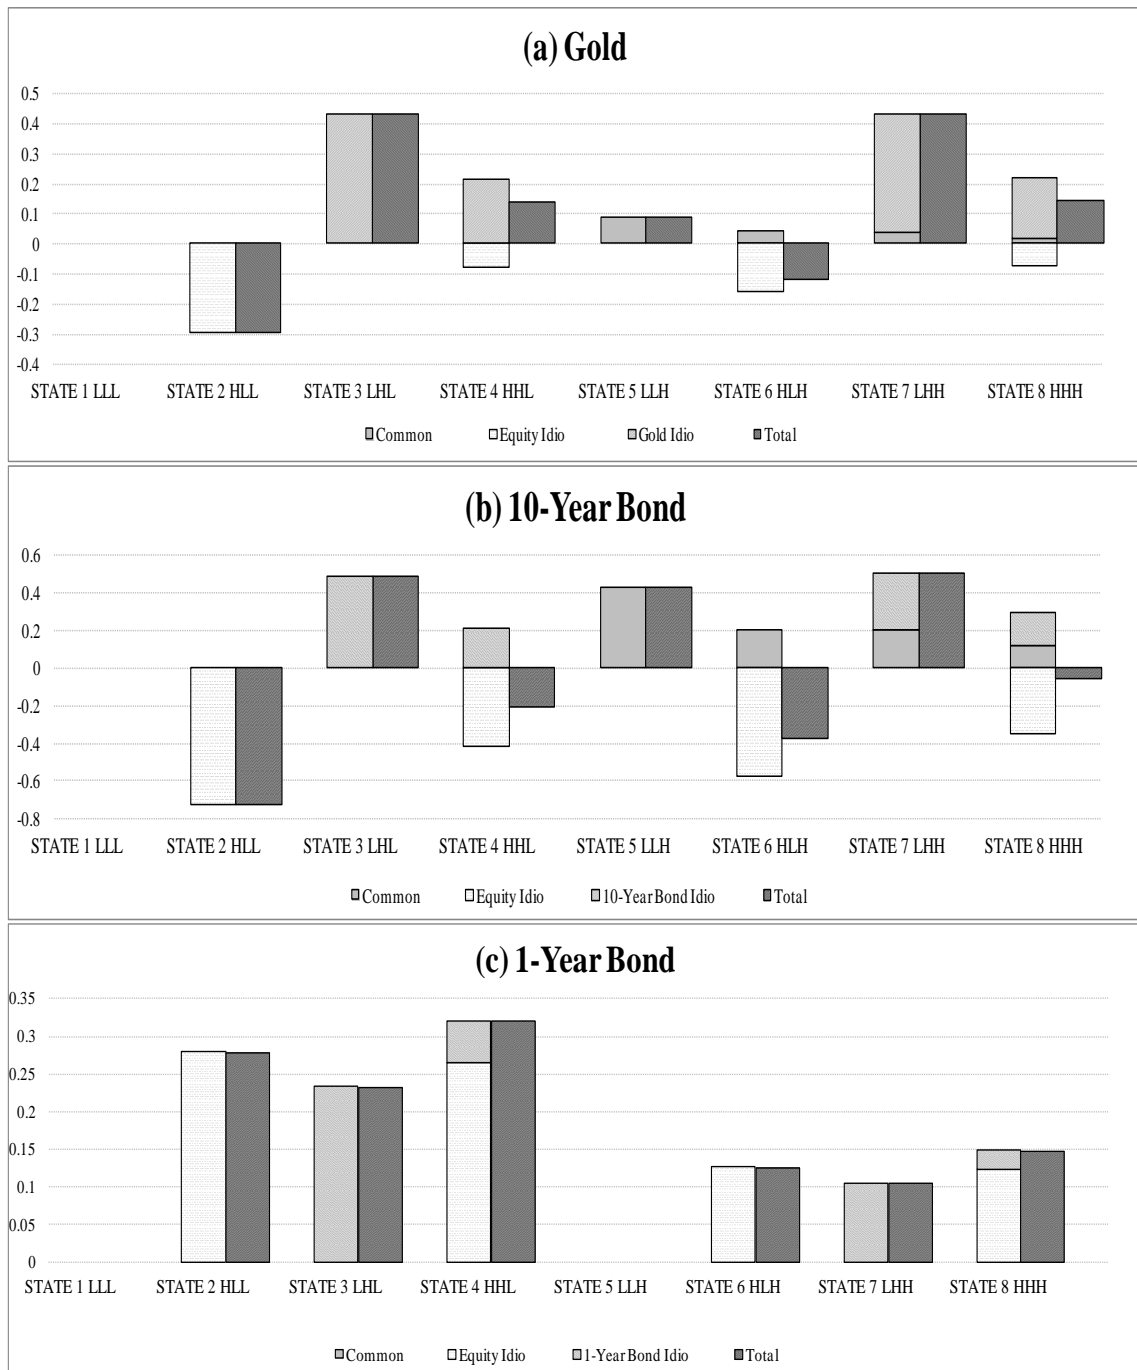 (a) Gold
0.5
0.4
0.3
0.2
0.1
0
-0.1
-0.2
-0.3
-0.4
STATE 1 LLL STATE 2 HLL STATE 3 LHL STATE 4 HHL STATE 5 LLH STATE 6 HLH STATE 7 LHH STATE 8 HHH
Common Equity Idio Gold Idio Total
(b) 10-Year Bond
0.6
0.4
0.2
0
-0.2
-0.4
-0.6
-0.8
STATE 1 LLL STATE 2 HLL STATE 3 LHL STATE 4 HHL STATE 5 LLH STATE 6 HLH STATE 7 LHH STATE 8 HHH
Common Equity Idio 10-Year Bond Idio Total
(c) 1-Year Bond
0.35
0.3
0.25
0.2
0.15
0.1
0.05
0
STATE 1 LLL STATE 2 HLL STATE 3 LHL STATE 4 HHL STATE 5 LLH STATE 6 HLH STATE 7 LHH STATE 8 HHH
Common Equity Idio 1-Year Bond Idio Total